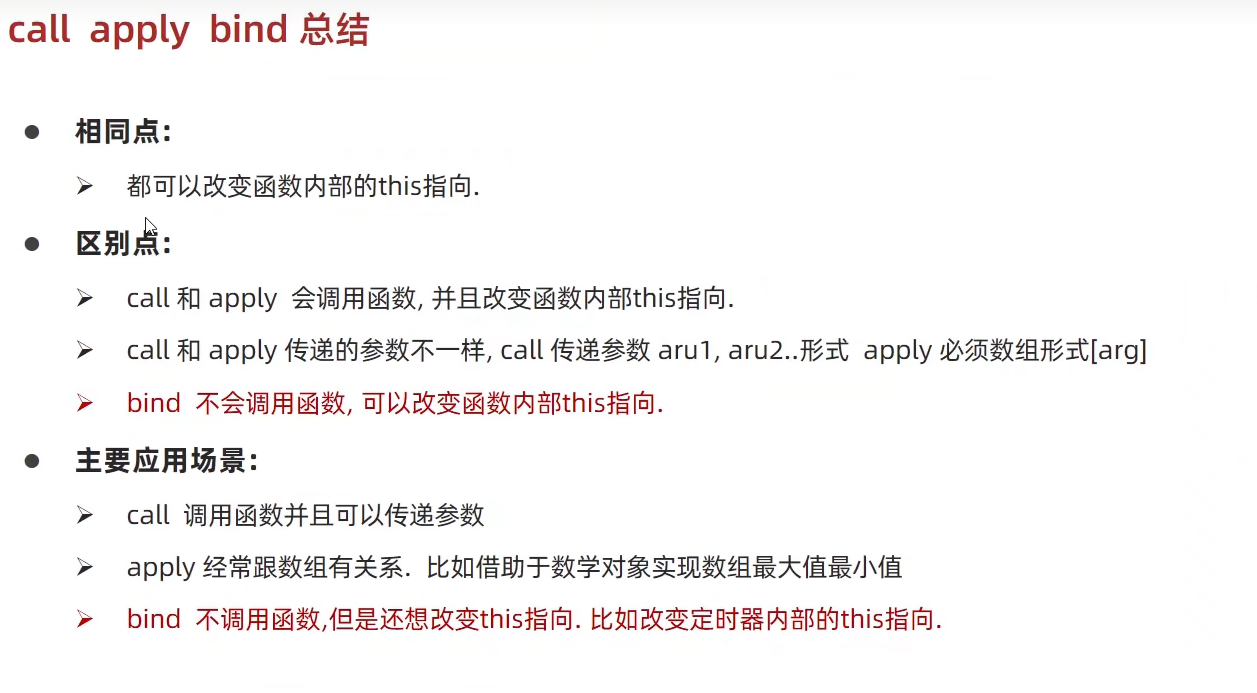 call apply bind 总结
相同点:
都可以改变函数内部的this指向.
区别点:
call 和 apply 会调用函数, 并且改变函数内部this指向.
call 和 apply 传递的参数不一样, call 传递参数 aru1, aru2..形式 apply 必须数组形式[arg]
bind 不会调用函数, 可以改变函数内部this指向.
主要应用场景:
call 调用函数并且可以传递参数
apply 经常跟数组有关系. 比如借助于数学对象实现数组最大值最小值
bind 不调用函数,但是还想改变this指向. 比如改变定时器内部的this指向.